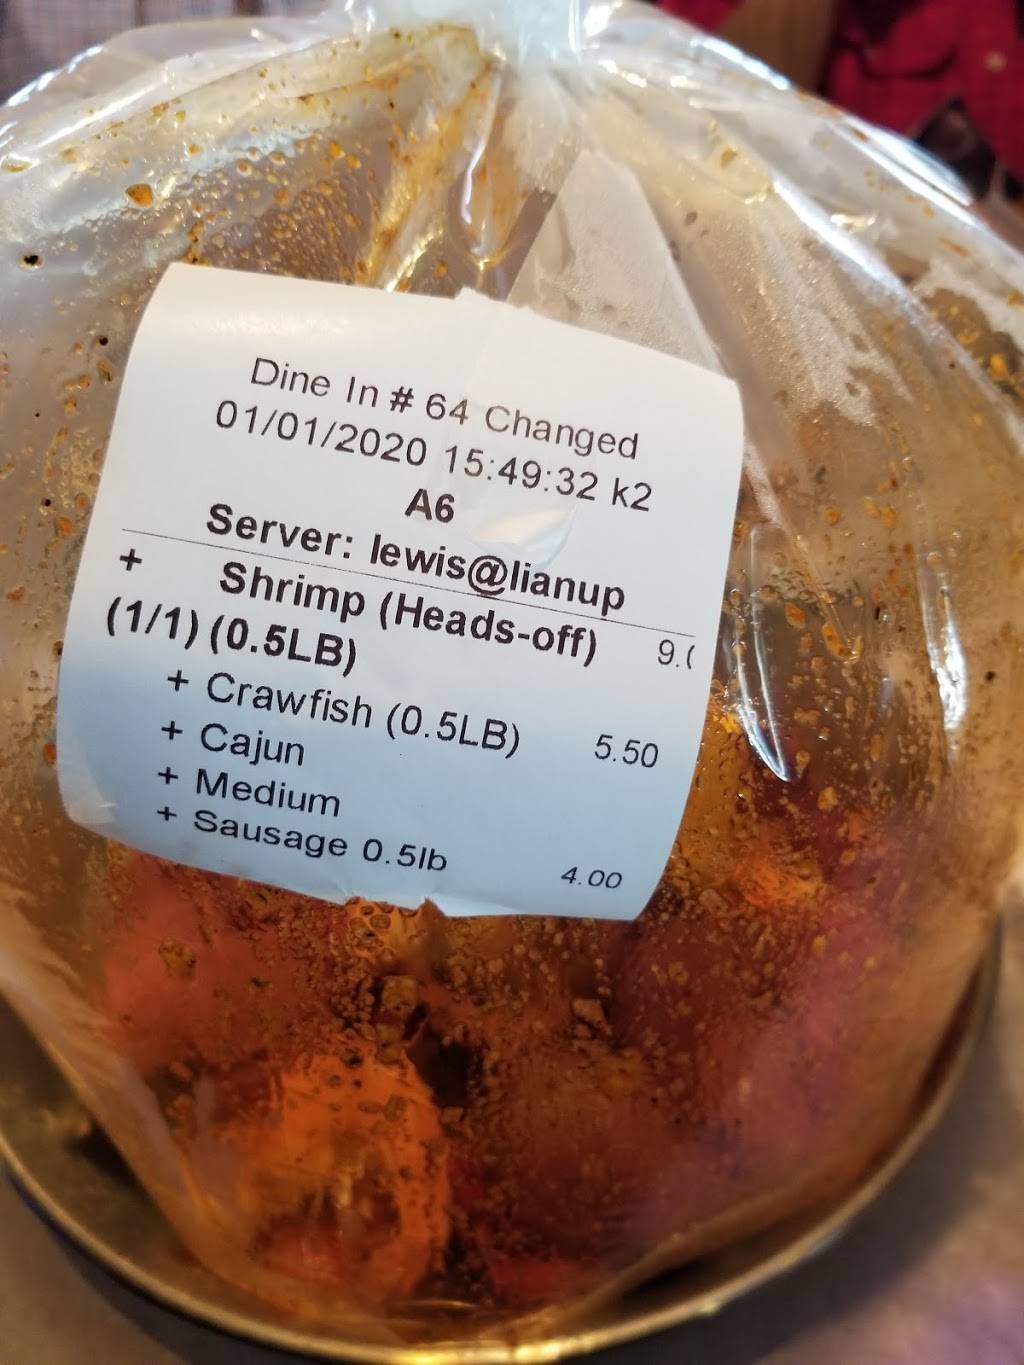 Dine In # 64 Changed
01/01/2020 15:49:32 k2
A6
Server: lewis@lianup
+ Shrimp (Heads-off) 9.(
(1/1) (0.5LB)
+ Crawfish (0.5LB) 5.50
+ Cajun
+ Medium
+ Sausage 0.5lb 4.00